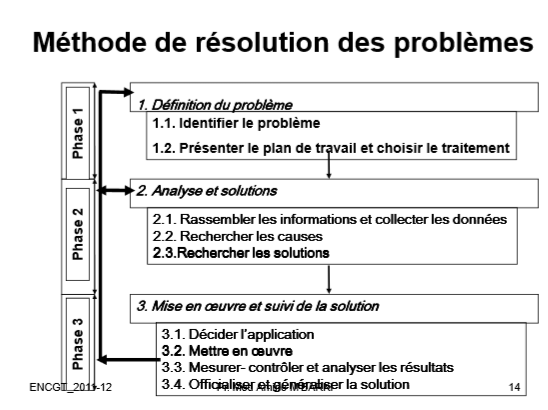 Méthode de résolution des problèmes
Phase 1
1. Définition du problème
1.1. Identifier le problème
1.2. Présenter le plan de travail et choisir le traitement
Phase 2
2. Analyse et solutions
2.1. Rassembler les informations et collecter les données
2.2. Rechercher les causes
2.3.Rechercher les solutions
Phase 3
3. Mise en œuvre et suivi de la solution
3.1. Décider l'application
3.2. Mettre en œuvre
3.3. Mesurer- contrôler et analyser les résultats
3.4. Officialiser et généraliser la solution
ENCGT_2011-12
14